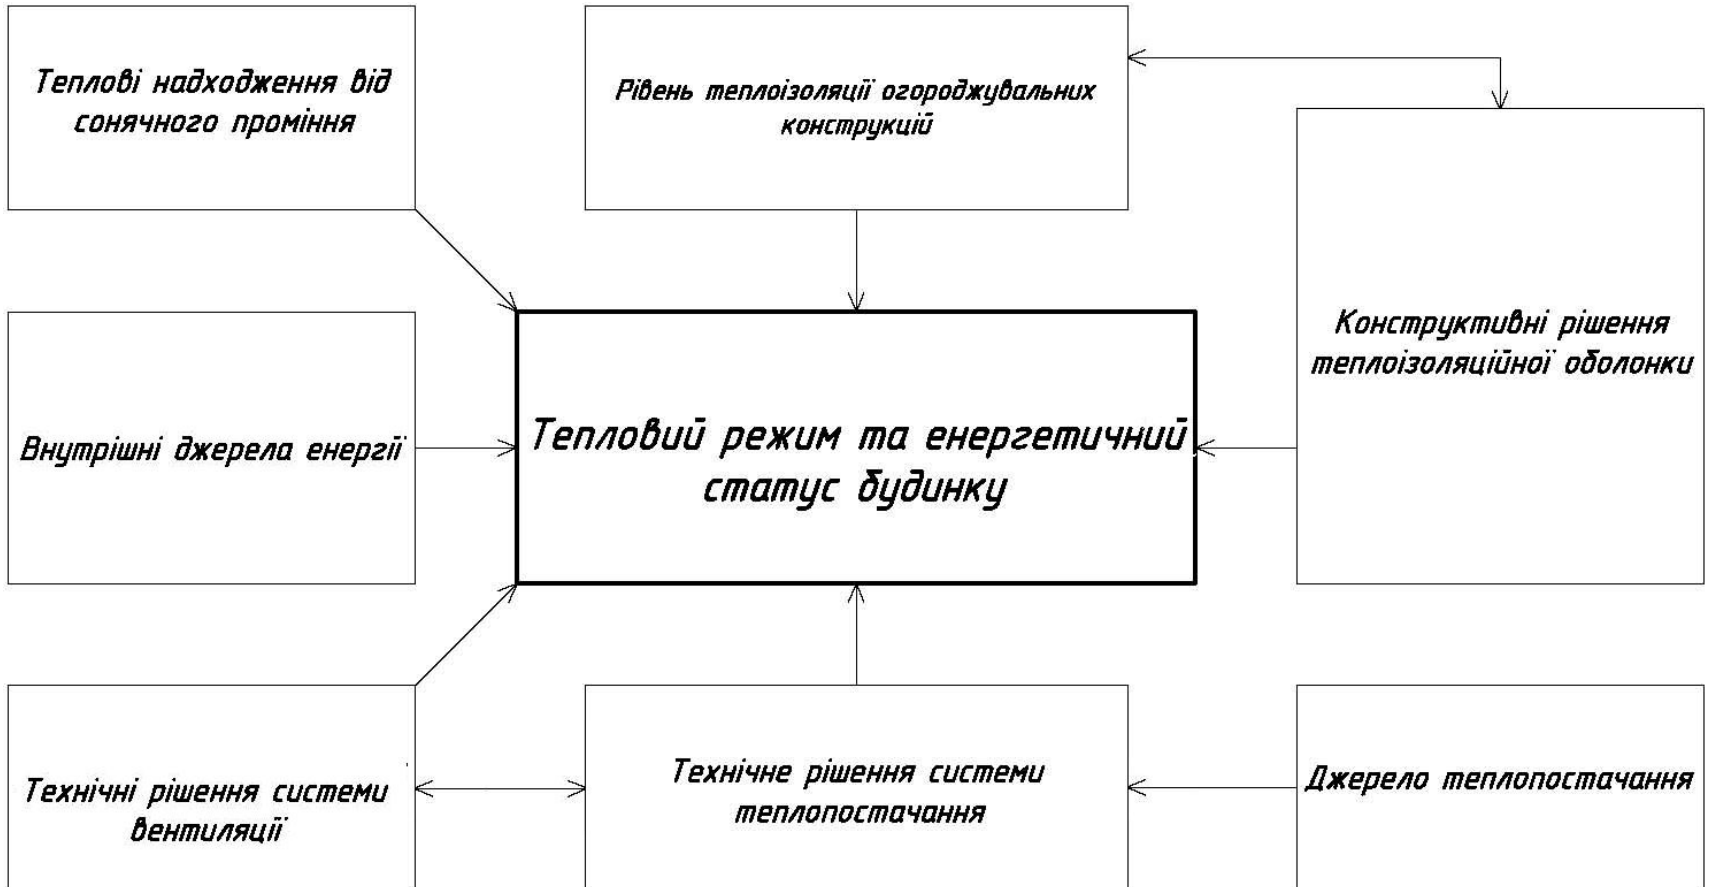 Теплові надходження від
сонячного проміння
Рівень теплоізоляції огороджувальних
конструкцій
Конструктивні рішення
теплоізоляційної оболонки
Внутрішні джерела енергії
Тепловий режим та енергетичний
статус будинку
Технічні рішення системи
вентиляції
Технічне рішення системи
теплопостачання
Джерело теплопостачання